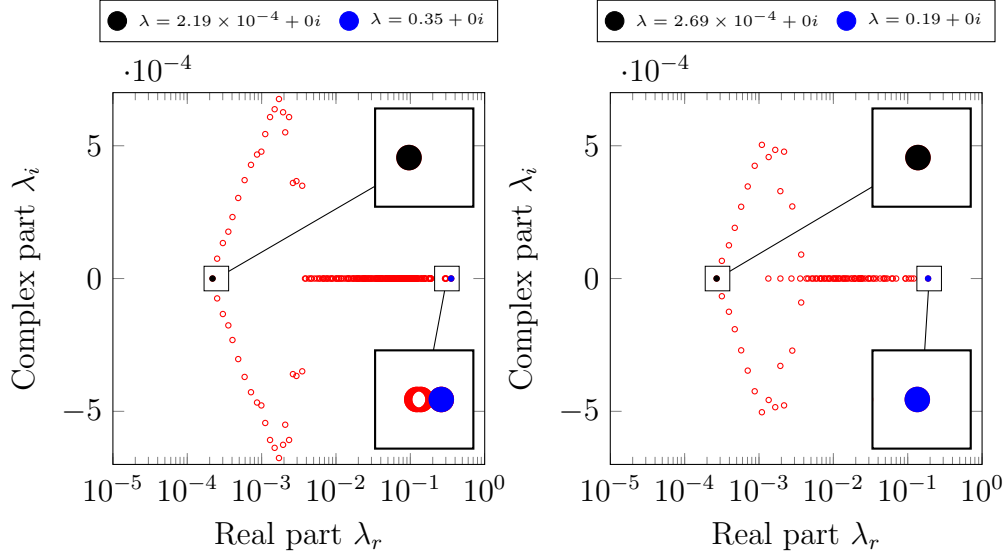 λ = 2.19 × 10⁻⁴ + 0i λ = 0.35 + 0i
·10⁻⁴
5
0
−5
10⁻⁵ 10⁻⁴ 10⁻³ 10⁻² 10⁻¹ 10⁰
Real part λᵣ
Complex part λᵢ
λ = 2.69 × 10⁻⁴ + 0i λ = 0.19 + 0i
·10⁻⁴
5
0
−5
10⁻⁵ 10⁻⁴ 10⁻³ 10⁻² 10⁻¹ 10⁰
Real part λᵣ
Complex part λᵢ